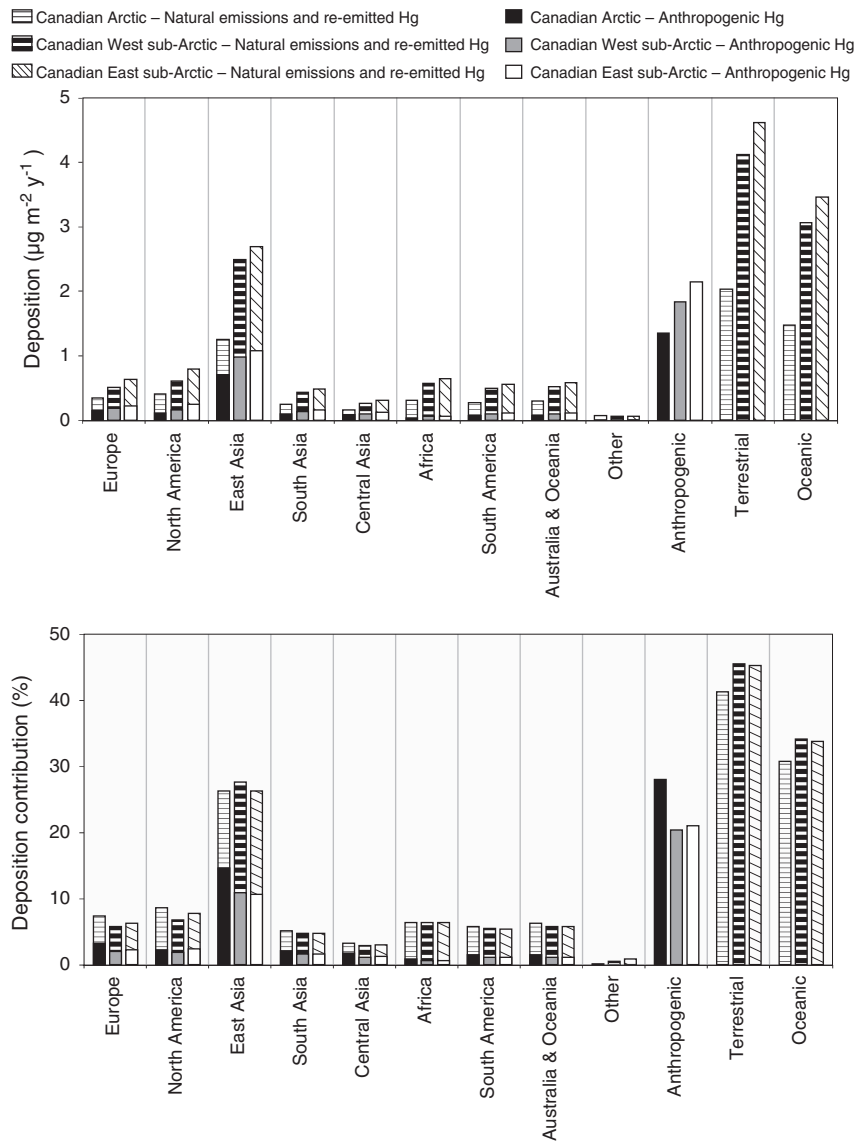 Canadian Arctic – Natural emissions and re-emitted Hg
Canadian Arctic – Anthropogenic Hg
Canadian West sub-Arctic – Natural emissions and re-emitted Hg
Canadian West sub-Arctic – Anthropogenic Hg
Canadian East sub-Arctic – Natural emissions and re-emitted Hg
Canadian East sub-Arctic – Anthropogenic Hg
Deposition (µg m⁻² y⁻¹)
5
4
3
2
1
0
Europe
North America
East Asia
South Asia
Central Asia
Africa
South America
Australia & Oceania
Other
Anthropogenic
Terrestrial
Oceanic
Deposition contribution (%)
50
40
30
20
10
0
Europe
North America
East Asia
South Asia
Central Asia
Africa
South America
Australia & Oceania
Other
Anthropogenic
Terrestrial
Oceanic